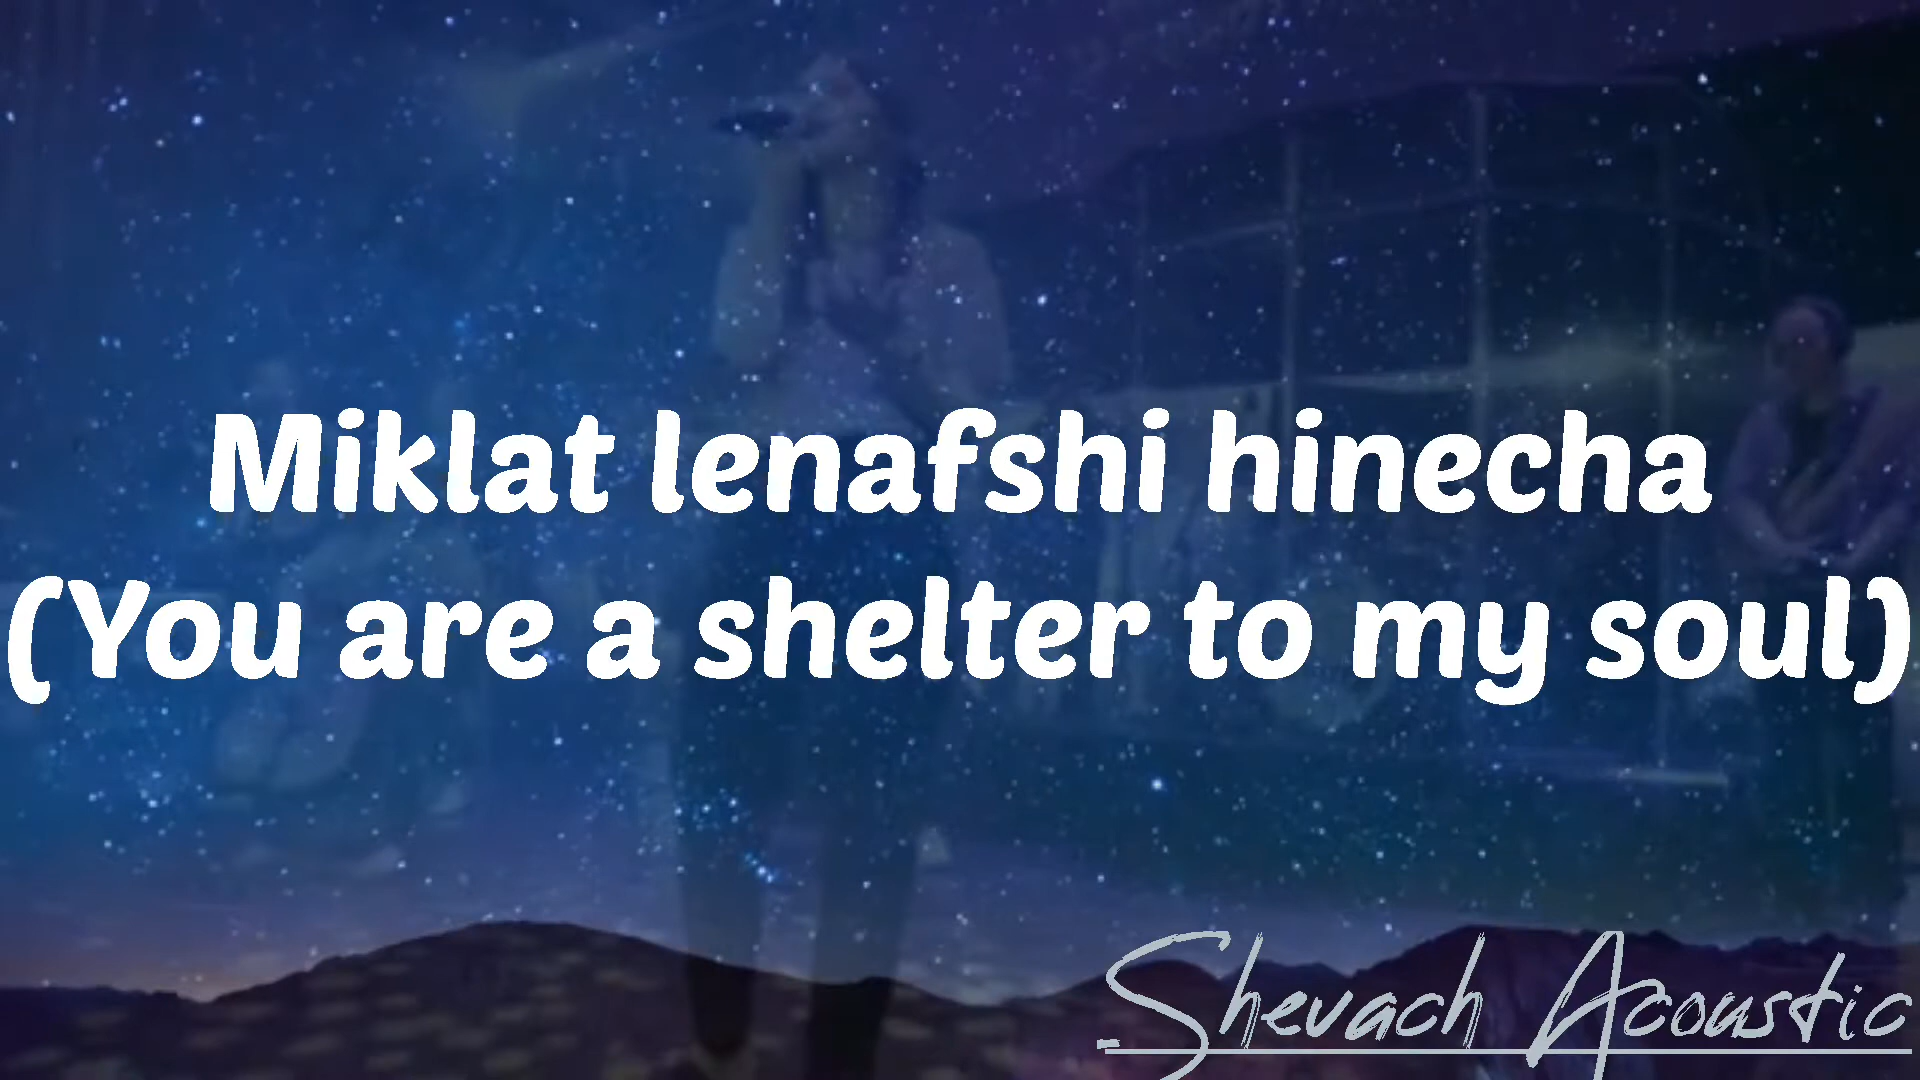 Miklat lenafshi hinecha
(You are a shelter to my soul)
Shevach Acoustic